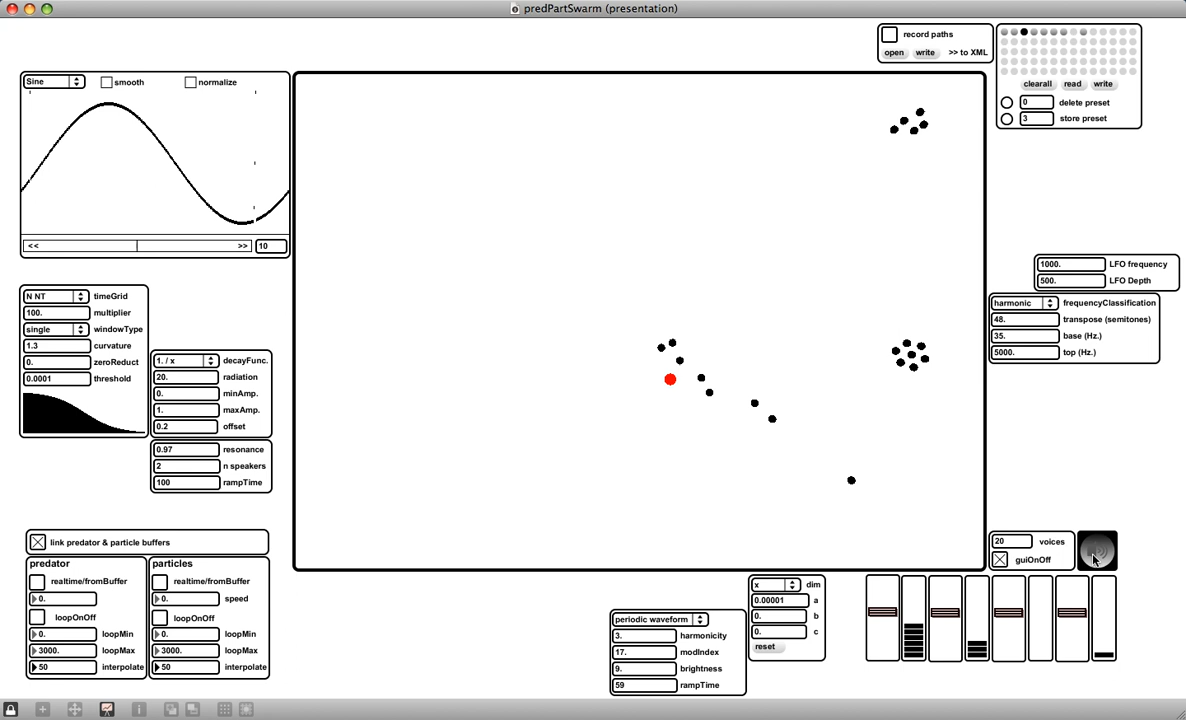 predPartSwarm (presentation)
record paths
open write >> to XML
clearall read write
0 delete preset
3 store preset
Sine smooth normalize
<< >> 10
N NT timeGrid
100. multiplier
single windowType
1.3 curvature
0. zeroReduct
0.0001 threshold
1. / x decayFunc.
20. radiation
0. minAmp.
1. maxAmp.
0.2 offset
0.97 resonance
2 n speakers
100 rampTime
1000. LFO frequency
500. LFO Depth
harmonic frequencyClassification
48. transpose (semitones)
35. base (Hz.)
5000. top (Hz.)
link predator & particle buffers
predator
realtime/fromBuffer
0.
loopOnOff
0. loopMin
3000. loopMax
50 interpolate
particles
realtime/fromBuffer
0. speed
loopOnOff
0. loopMin
3000. loopMax
50 interpolate
periodic waveform
3. harmonicity
17. modIndex
9. brightness
59 rampTime
x dim
0.00001 a
0. b
0. c
reset
20 voices
guiOnOff